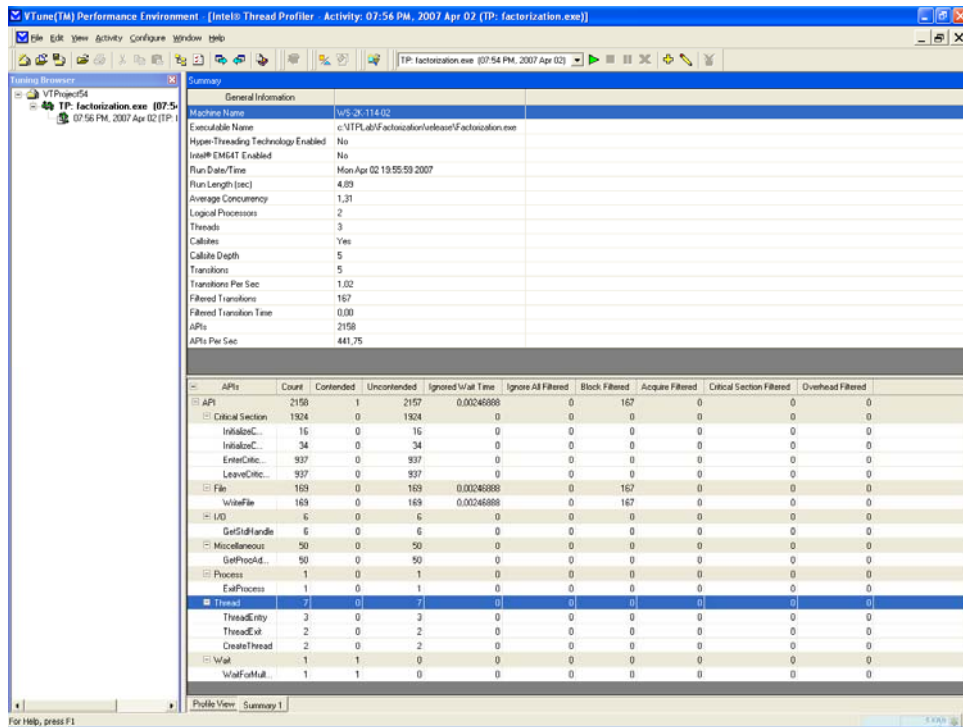 VTune(TM) Performance Environment - [Intel® Thread Profiler - Activity: 07:56 PM, 2007 Apr 02 (TP: factorization.exe)]
File Edit View Activity Configure Window Help
TP: factorization.exe (07:54 PM, 2007 Apr 02)
Tuning Browser
VTProject54
TP: factorization.exe (07:5
07:56 PM, 2007 Apr 02 (TP: f
Summary
General Information
Machine Name WS-2K-114-02
Executable Name c:\ITPLab\Factorization\release\Factorization.exe
Hyper-Threading Technology Enabled No
Intel® EM64T Enabled No
Run Date/Time Mon Apr 02 19:55:59 2007
Run Length (sec) 4,89
Average Concurrency 1,31
Logical Processors 2
Threads 3
Callsites Yes
Callsite Depth 5
Transitions 5
Transitions Per Sec 1,02
Filtered Transitions 167
Filtered Transition Time 0,00
APIs 2158
APIs Per Sec 441,75
APIs Count Contended Uncontended Ignored Wait Time Ignore All Filtered Block Filtered Acquire Filtered Critical Section Filtered Overhead Filtered
API 2158 1 2157 0,00246888 0 167 0 0 0
Critical Section 1924 0 1924 0 0 0 0 0 0
InitializeC... 16 0 16 0 0 0 0 0 0
InitializeC... 34 0 34 0 0 0 0 0 0
EnterCritic... 937 0 937 0 0 0 0 0 0
LeaveCritic... 937 0 937 0 0 0 0 0 0
File 169 0 169 0,00246888 0 167 0 0 0
WriteFile 169 0 169 0,00246888 0 167 0 0 0
I/O 6 0 6 0 0 0 0 0 0
GetStdHandle 6 0 6 0 0 0 0 0 0
Miscellaneous 50 0 50 0 0 0 0 0 0
GetProcAd... 50 0 50 0 0 0 0 0 0
Process 1 0 1 0 0 0 0 0 0
ExitProcess 1 0 1 0 0 0 0 0 0
Thread 7 0 7 0 0 0 0 0 0
ThreadEntry 3 0 3 0 0 0 0 0 0
ThreadExit 2 0 2 0 0 0 0 0 0
CreateThread 2 0 2 0 0 0 0 0 0
Wait 1 1 0 0 0 0 0 0 0
WaitForMult... 1 1 0 0 0 0 0 0 0
Profile View Summary 1
For Help, press F1